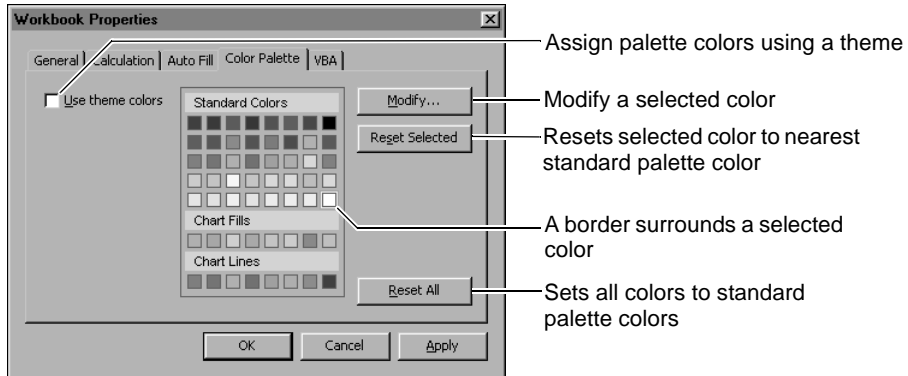 Workbook Properties
General
Calculation
Auto Fill
Color Palette
VBA
Use theme colors
Standard Colors
Chart Fills
Chart Lines
Modify...
Reset Selected
Reset All
OK
Cancel
Apply
Assign palette colors using a theme
Modify a selected color
Resets selected color to nearest
standard palette color
A border surrounds a selected
color
Sets all colors to standard
palette colors